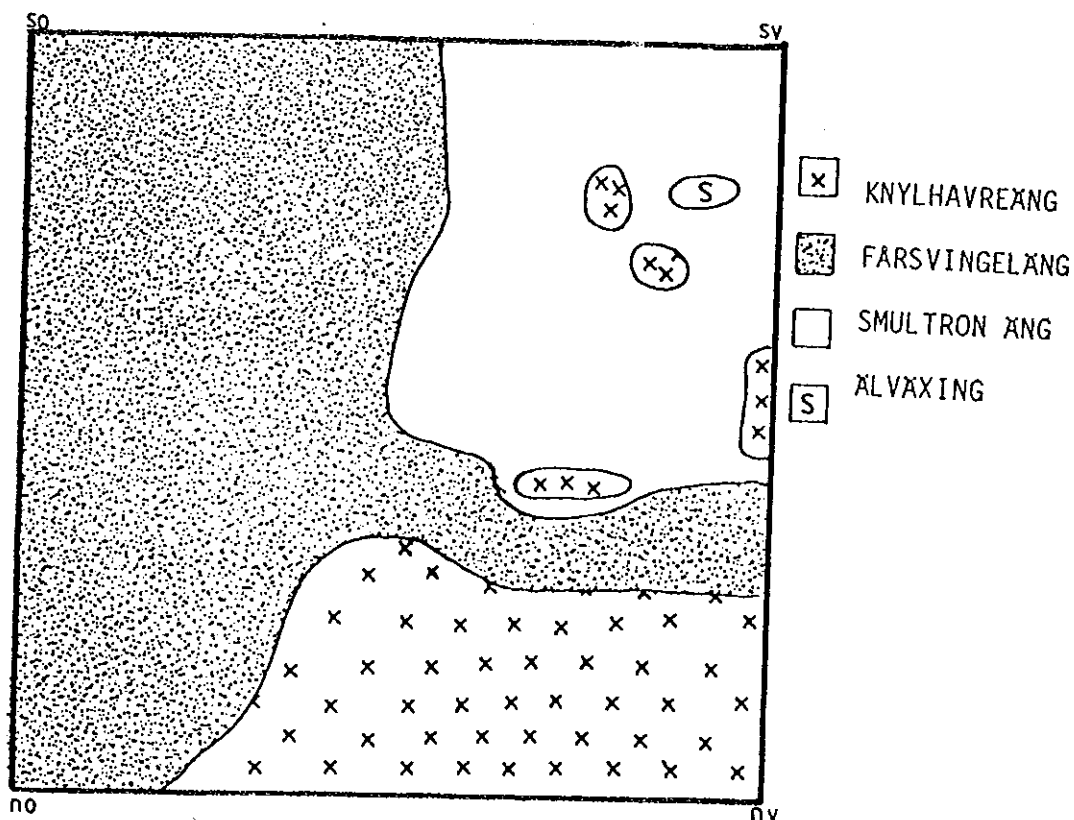 SO
SV
KNYLHAVREÄNG
FÅRSVINGELÄNG
SMULTRON ÄNG
S
S
ÄLVÄXING
NO
NV